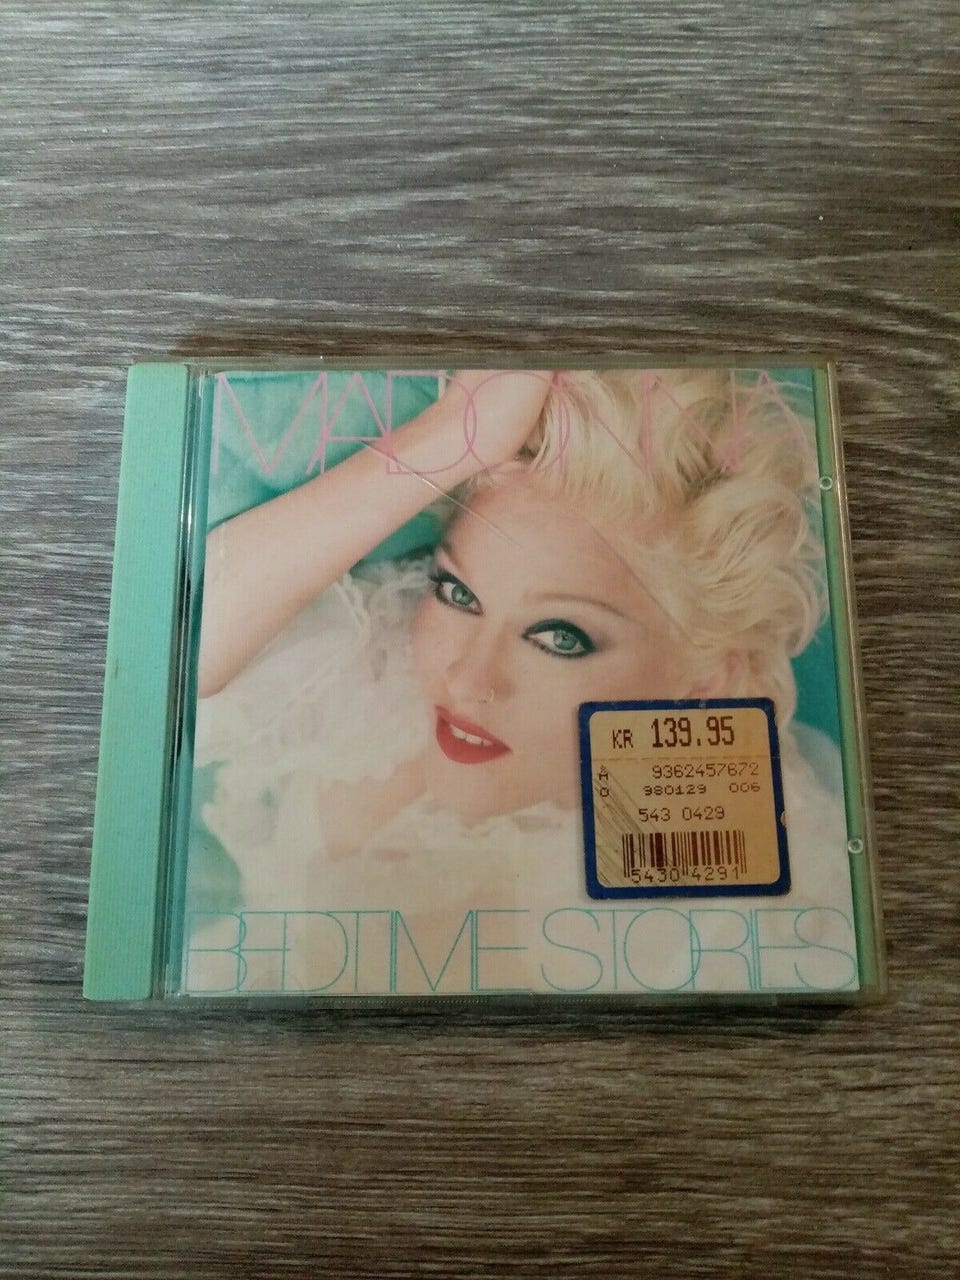 MADONNA
KR 139.95
Å 9362457672
O 980129 006
543 0429
5430 4291
BEDTIME STORIES